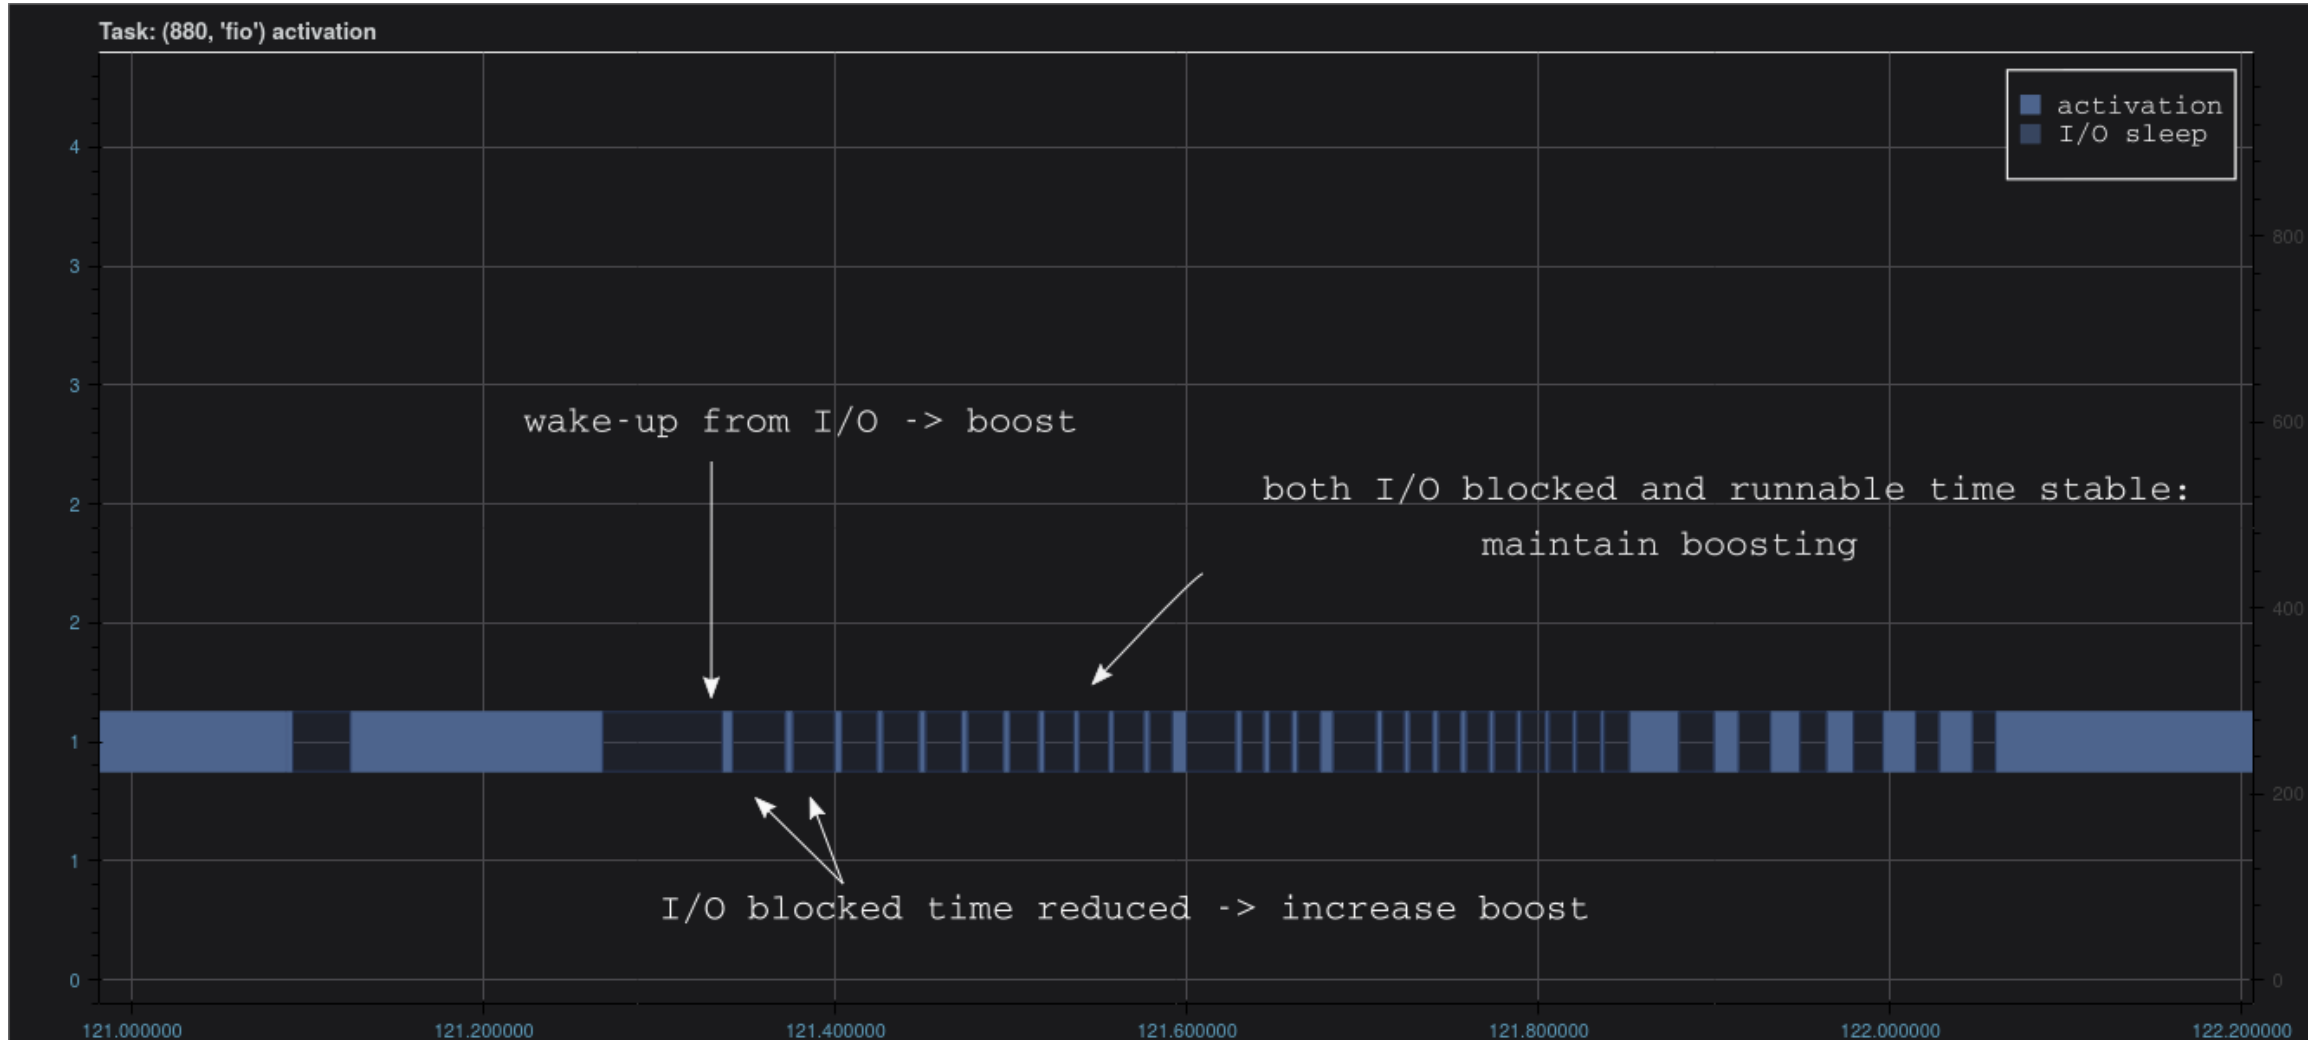 Task: (880, 'fio') activation
activation
I/O sleep
4
3
3
2
2
1
1
0
800
600
400
200
0
wake-up from I/O -> boost
both I/O blocked and runnable time stable:
maintain boosting
I/O blocked time reduced -> increase boost
121.000000 121.200000 121.400000 121.600000 121.800000 122.000000 122.200000